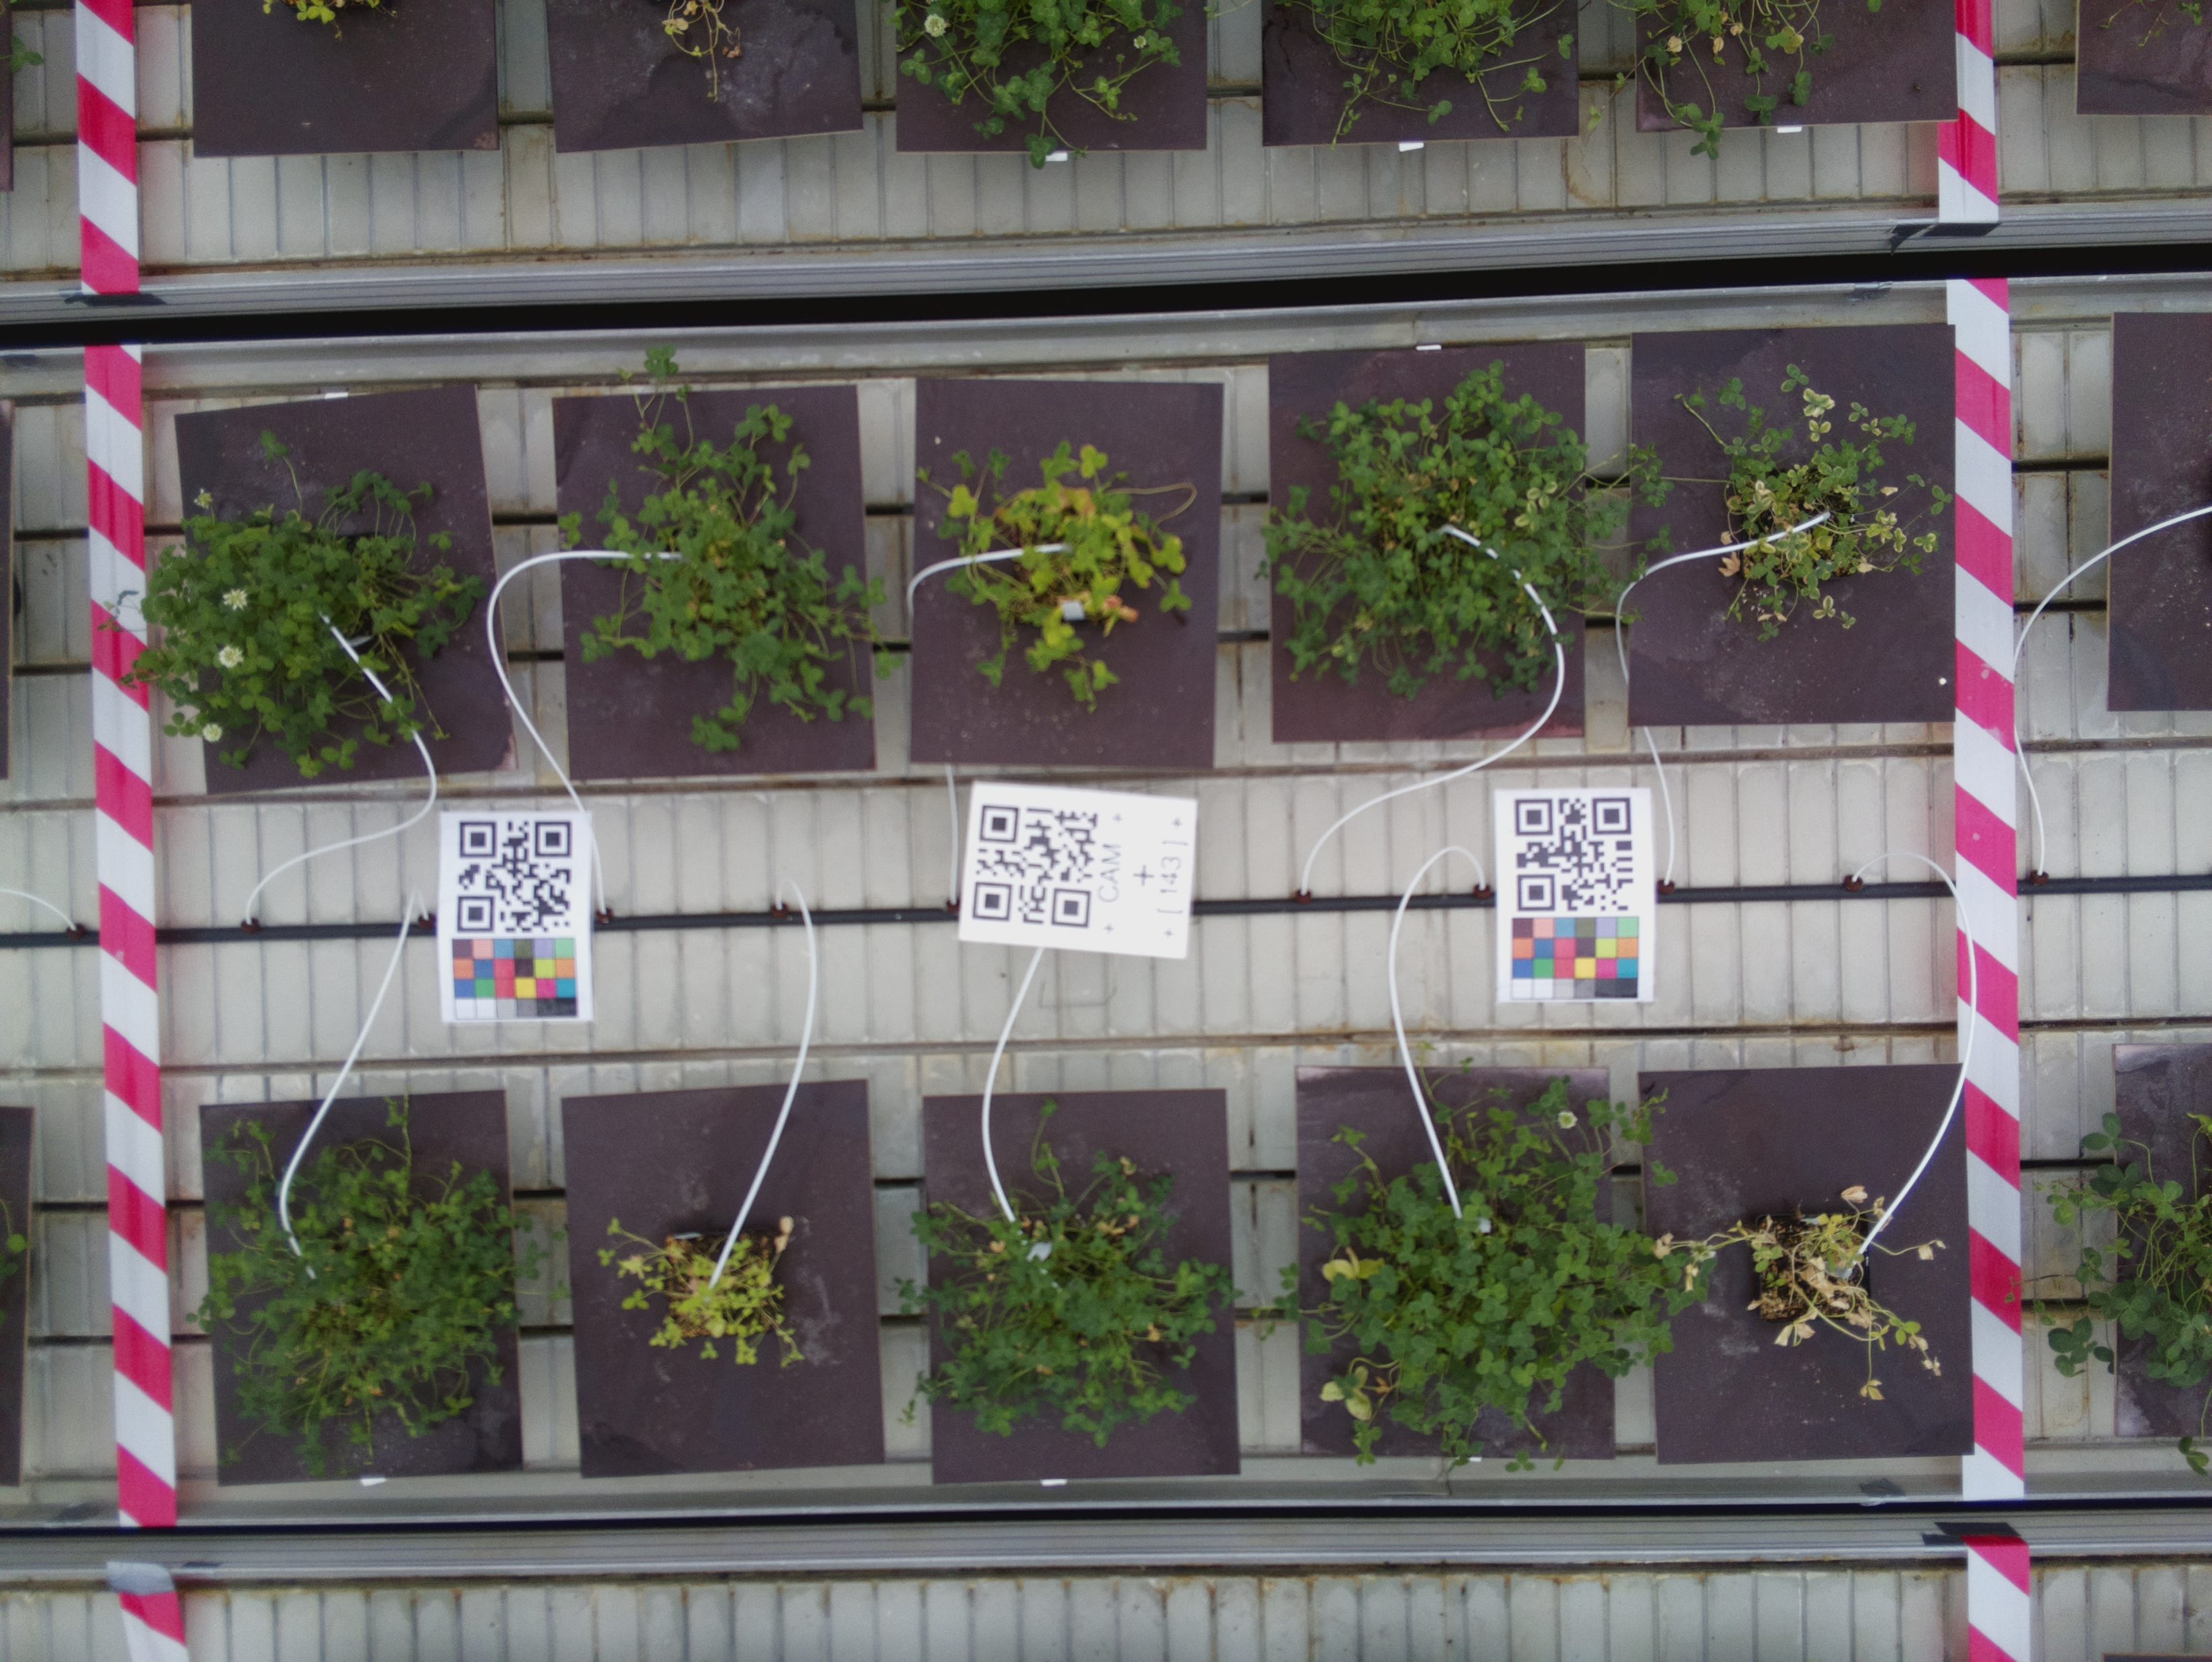 + CAM +
+
+ [ 143 ] +